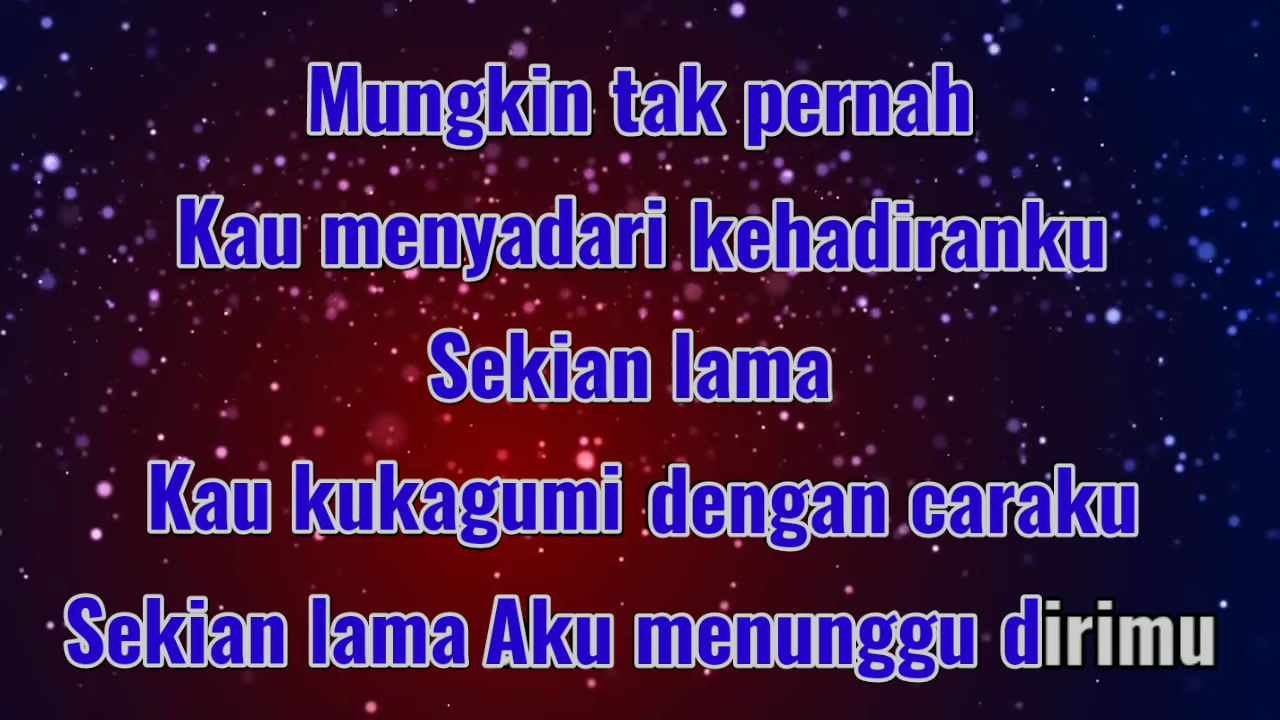 Mungkin tak pernah
Kau menyadari kehadiranku
Sekian lama
Kau kukagumi dengan caraku
Sekian lama Aku menunggu dirimu